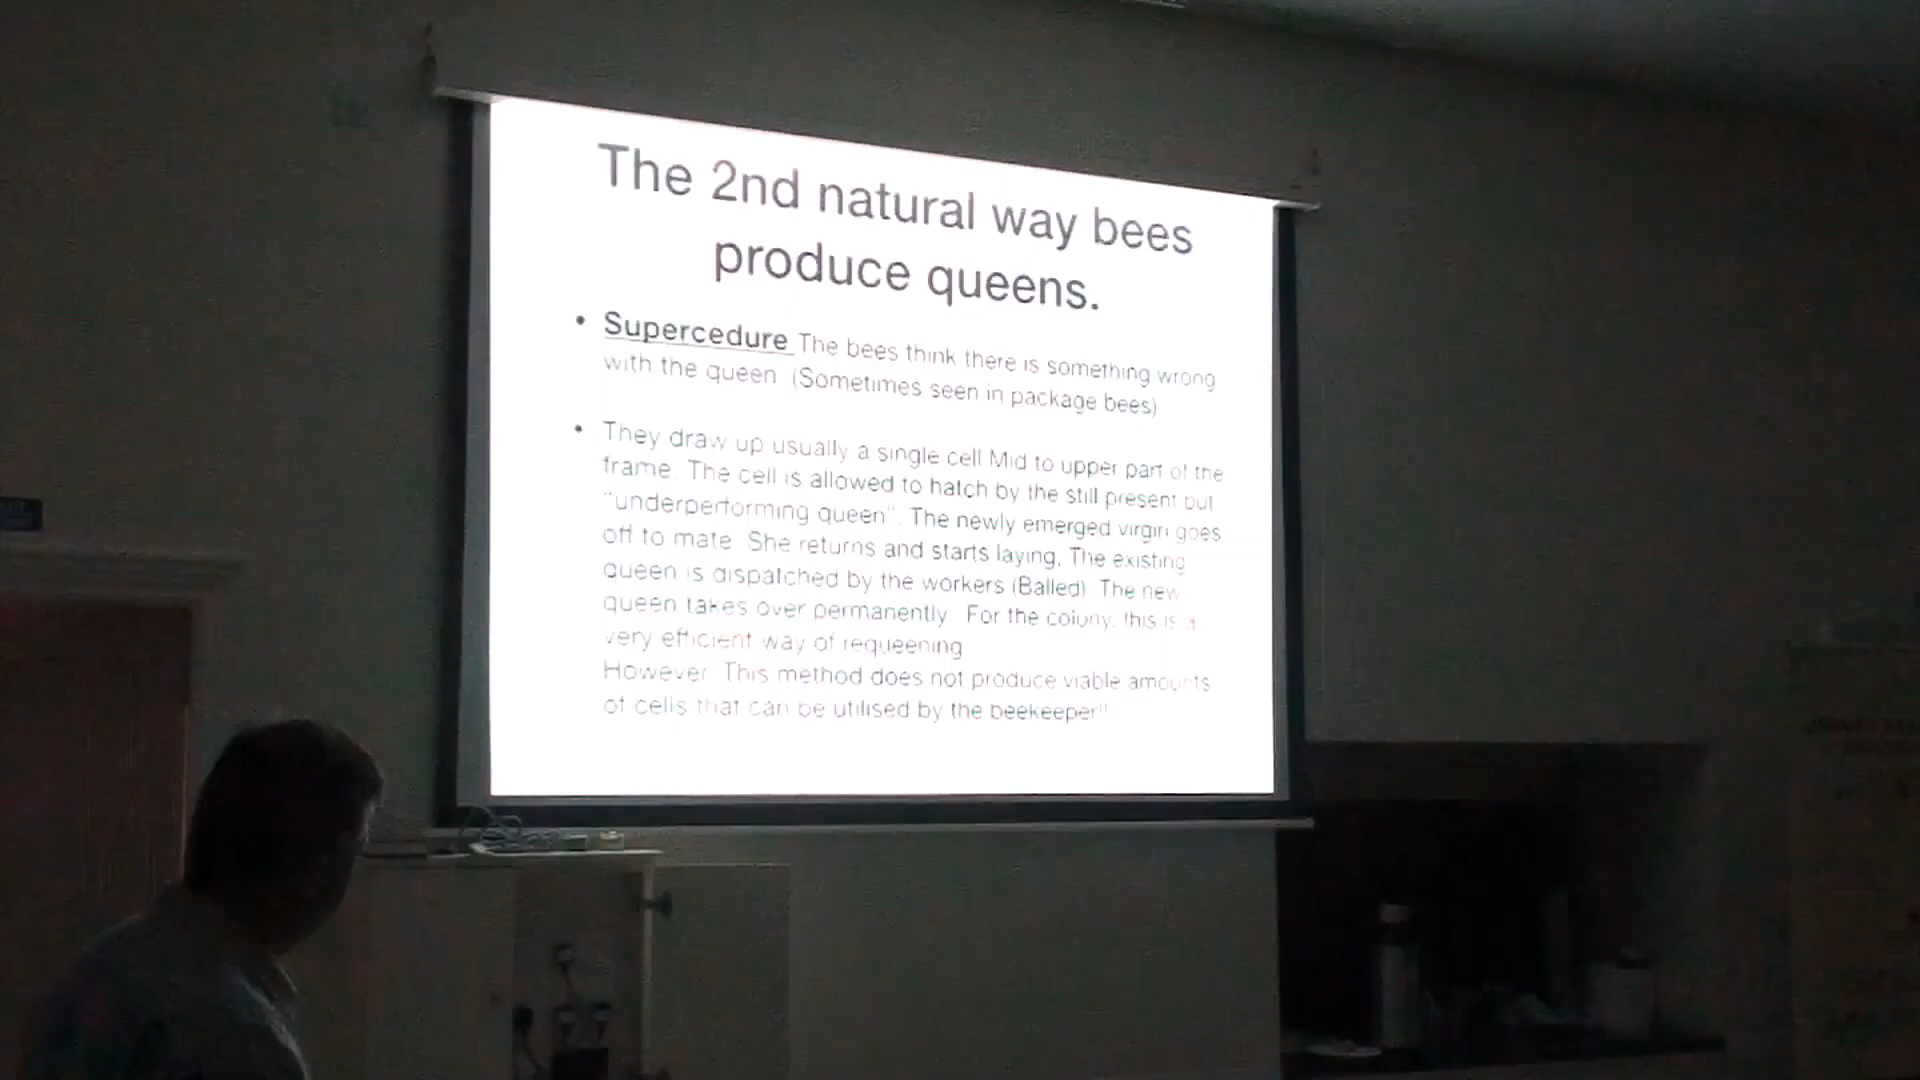 The 2nd natural way bees
produce queens.
• Supercedure The bees think there is something wrong
with the queen (Sometimes seen in package bees)
• They draw up usually a single cell Mid to upper part of the
frame. The cell is allowed to hatch by the still present but
"underperforming queen". The newly emerged virgin goes
off to mate She returns and starts laying, The existing
queen is dispatched by the workers (Balled) The new
queen takes over permanently For the colony, this is a
very efficient way of requeening
However This method does not produce viable amounts
of cells that can be utilised by the beekeeper"